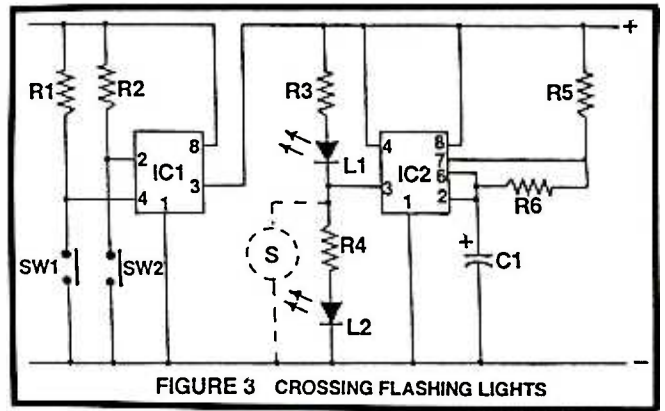 +
R1
R2
R3
R5
8
4
8
2
IC1
L1
7
IC2
6
3
3
4
1
1
2
R6
R4
S
+
C1
SW1
SW2
L2
−
FIGURE 3 CROSSING FLASHING LIGHTS